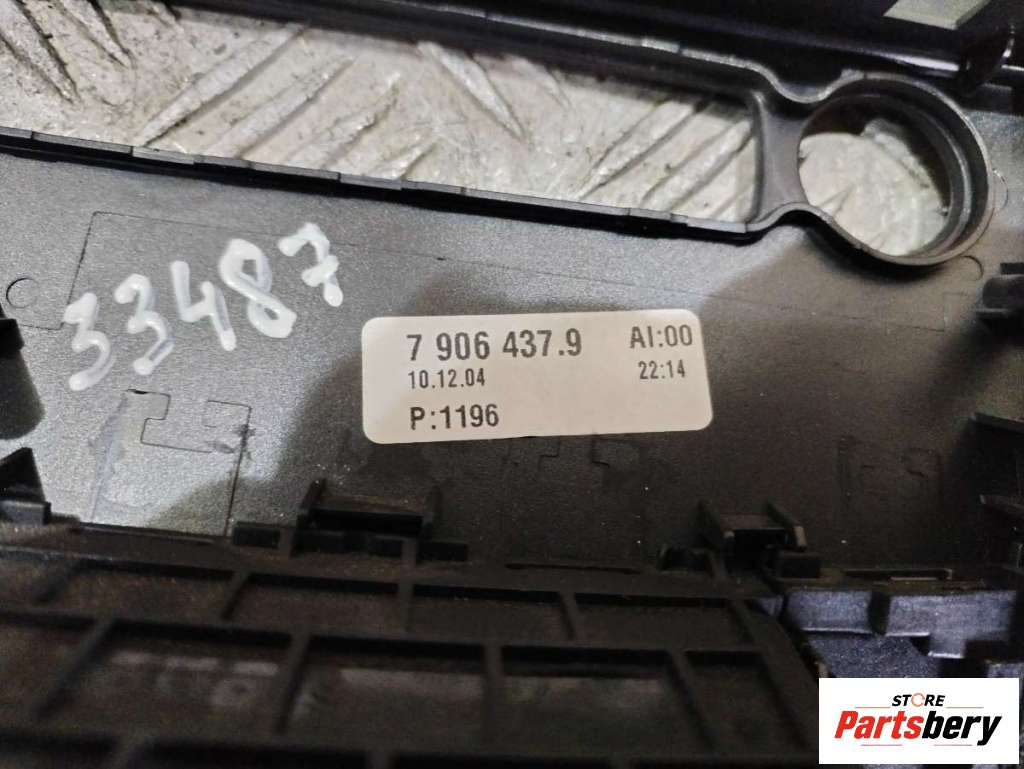 33487
7 906 437.9 AI:00
10.12.04 22:14
P:1196
STORE
Partsbery